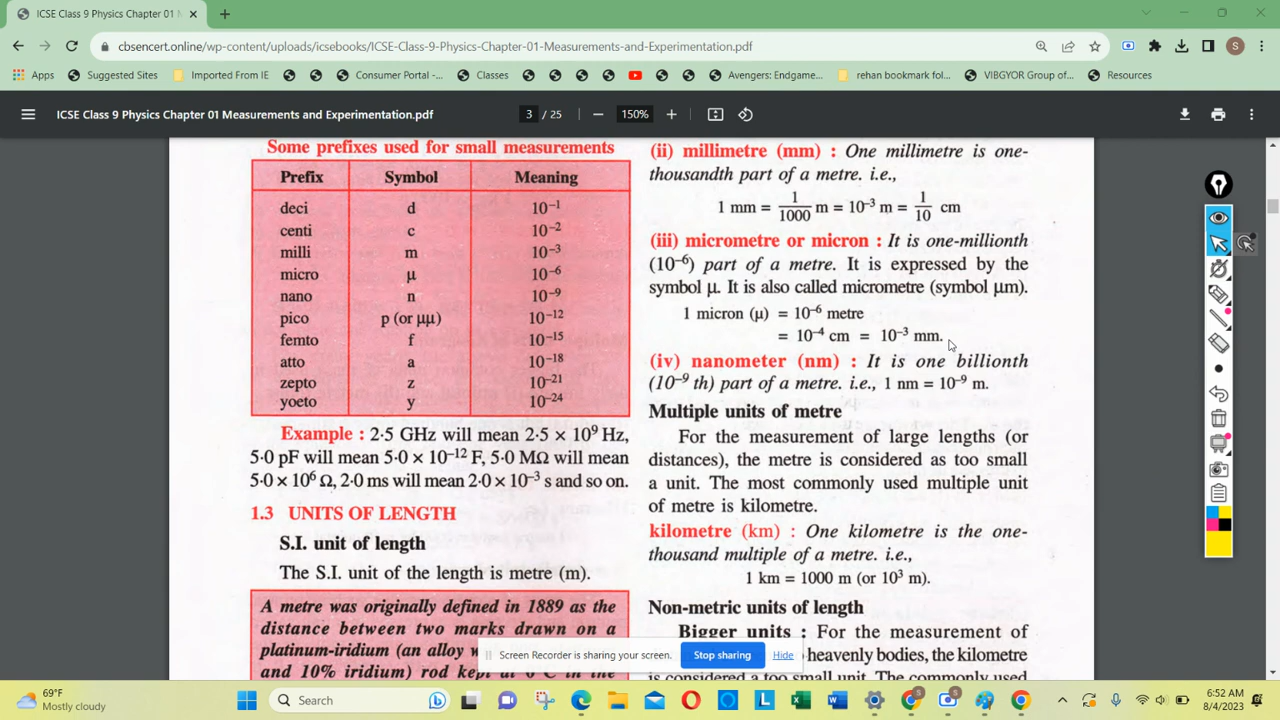 ICSE Class 9 Physics Chapter 01 M
cbsencert.online/wp-content/uploads/icsebooks/ICSE-Class-9-Physics-Chapter-01-Measurements-and-Experimentation.pdf
S
Apps Suggested Sites Imported From IE Consumer Portal -... Classes Avengers: Endgame... rehan bookmark fol... VIBGYOR Group of... Resources
ICSE Class 9 Physics Chapter 01 Measurements and Experimentation.pdf 3 / 25 150%
Some prefixes used for small measurements
Prefix Symbol Meaning
deci d 10⁻¹
centi c 10⁻²
milli m 10⁻³
micro μ 10⁻⁶
nano n 10⁻⁹
pico p (or μμ) 10⁻¹²
femto f 10⁻¹⁵
atto a 10⁻¹⁸
zepto z 10⁻²¹
yoeto y 10⁻²⁴
Example : 2·5 GHz will mean 2·5 × 10⁹ Hz,
5·0 pF will mean 5·0 × 10⁻¹² F, 5·0 MΩ will mean
5·0 × 10⁶ Ω, 2·0 ms will mean 2·0 × 10⁻³ s and so on.
1.3 UNITS OF LENGTH
S.I. unit of length
The S.I. unit of the length is metre (m).
A metre was originally defined in 1889 as the
distance between two marks drawn on a
platinum-iridium (an alloy
and 10% iridium) rod kept at 0°C in the
(ii) millimetre (mm) : One millimetre is one-
thousandth part of a metre. i.e.,
1 mm = 1/1000 m = 10⁻³ m = 1/10 cm
(iii) micrometre or micron : It is one-millionth
(10⁻⁶) part of a metre. It is expressed by the
symbol μ. It is also called micrometre (symbol μm).
1 micron (μ) = 10⁻⁶ metre
= 10⁻⁴ cm = 10⁻³ mm.
(iv) nanometer (nm) : It is one billionth
(10⁻⁹ th) part of a metre. i.e., 1 nm = 10⁻⁹ m.
Multiple units of metre
For the measurement of large lengths (or
distances), the metre is considered as too small
a unit. The most commonly used multiple unit
of metre is kilometre.
kilometre (km) : One kilometre is the one-
thousand multiple of a metre. i.e.,
1 km = 1000 m (or 10³ m).
Non-metric units of length
Bigger units : For the measurement of
heavenly bodies, the kilometre
is considered a too small unit. The commonly used
Screen Recorder is sharing your screen. Stop sharing Hide
69°F
Mostly cloudy
Search
6:52 AM
8/4/2023